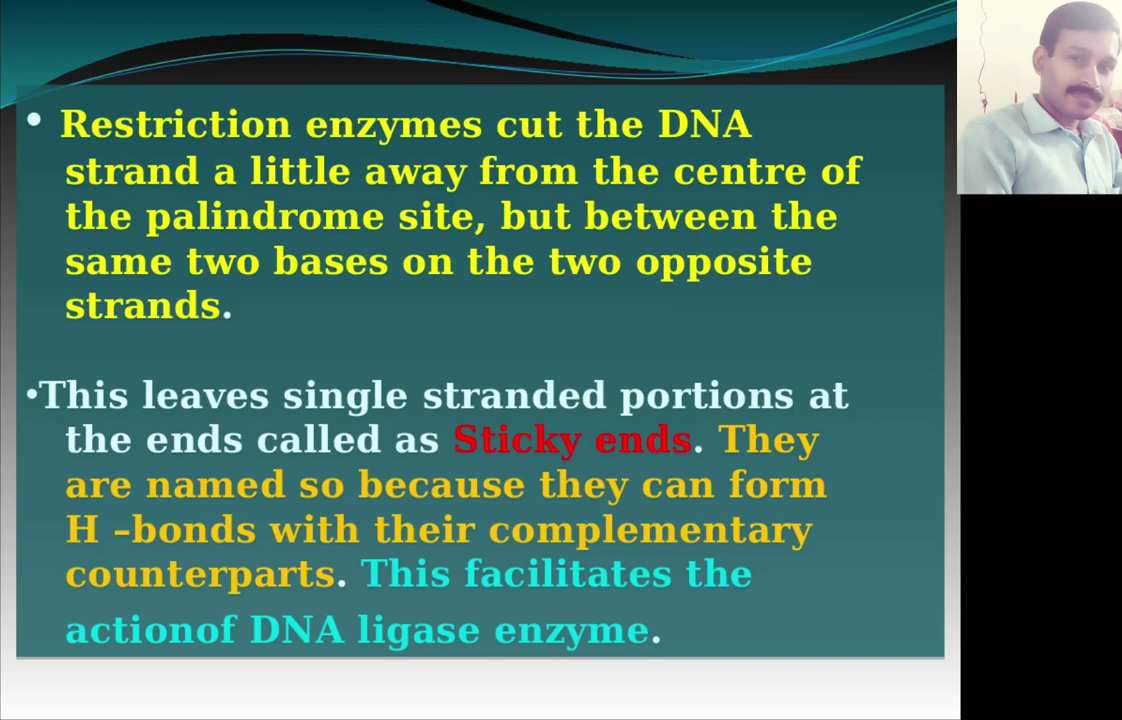 • Restriction enzymes cut the DNA
strand a little away from the centre of
the palindrome site, but between the
same two bases on the two opposite
strands.
•This leaves single stranded portions at
the ends called as Sticky ends. They
are named so because they can form
H –bonds with their complementary
counterparts. This facilitates the
actionof DNA ligase enzyme.